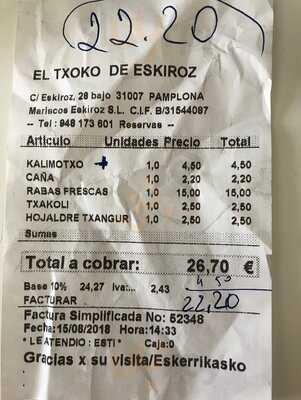 22.20
EL TXOKO DE ESKIROZ
C/ Eskiroz, 28 bajo 31007 PAMPLONA
Mariscos Eskiroz S.L. C.I.F. B/31544087
-- Tel : 948 173 601 Reservas --
Articulo Unidades Precio Total
KALIMOTXO 1,0 4,50 4,50
CAÑA 1,0 2,20 2,20
RABAS FRESCAS 1,0 15,00 15,00
TXAKOLI 1,0 2,50 2,50
HOJALDRE TXANGUR 1,0 2,50 2,50
Sumas
Total a cobrar: 26,70 €
Base 10% 24,27 Iva:.. 2,43 4 50
FACTURAR 22,20
Factura Simplificada No: 52348
Fecha:15/08/2018 Hora:14:33
* LE ATENDIO : ESTI * Caja:0
Gracias x su visita/Eskerrikasko